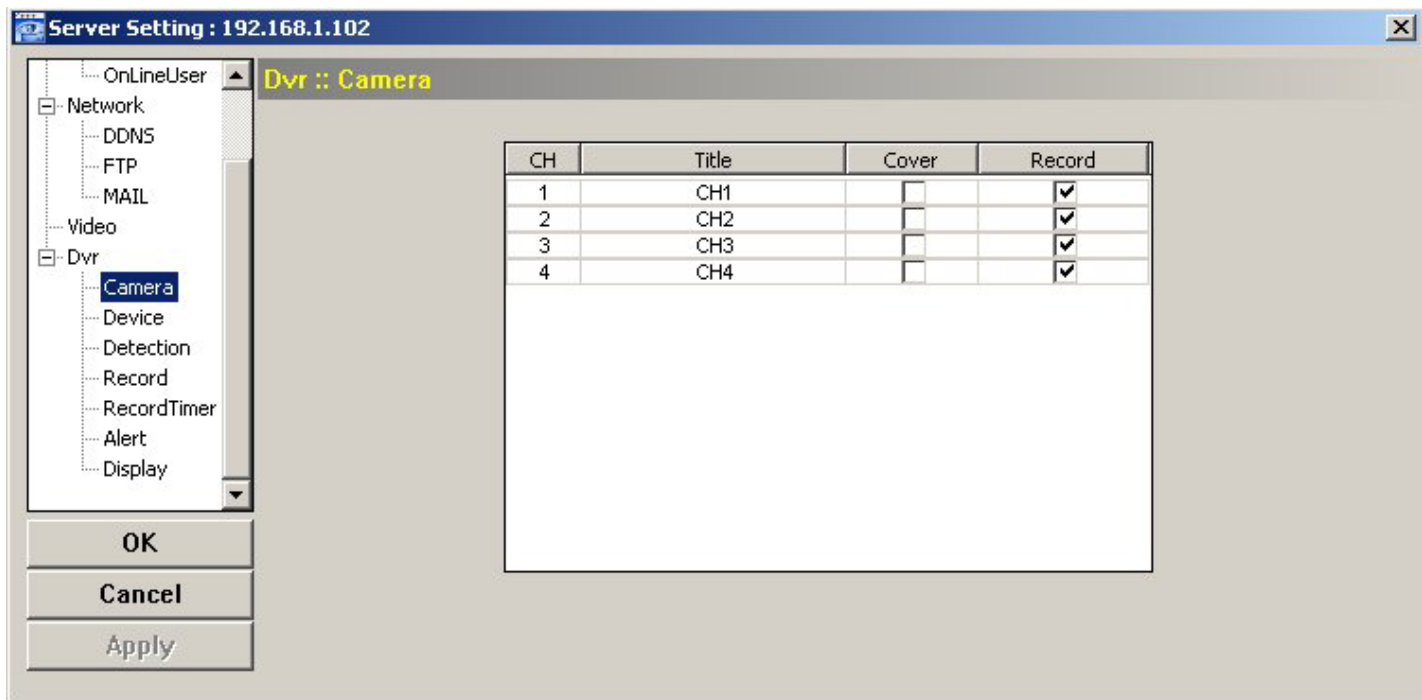 Server Setting : 192.168.1.102
OnLineUser
Network
DDNS
FTP
MAIL
Video
Dvr
Camera
Device
Detection
Record
RecordTimer
Alert
Display
OK
Cancel
Apply
Dvr :: Camera
CH Title Cover Record
1 CH1
2 CH2
3 CH3
4 CH4